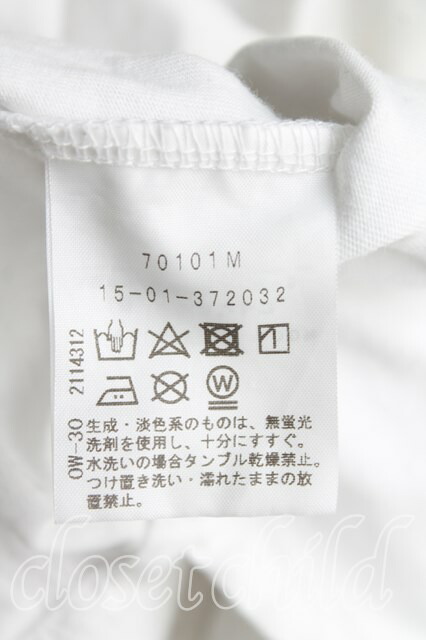 70101M
15-01-372032
2114312
W
OW-30
生成・淡色系のものは、無蛍光
洗剤を使用し、十分にすすぐ。
水洗いの場合タンブル乾燥禁止。
つけ置き洗い・濡れたままの放
置禁止。
closet child